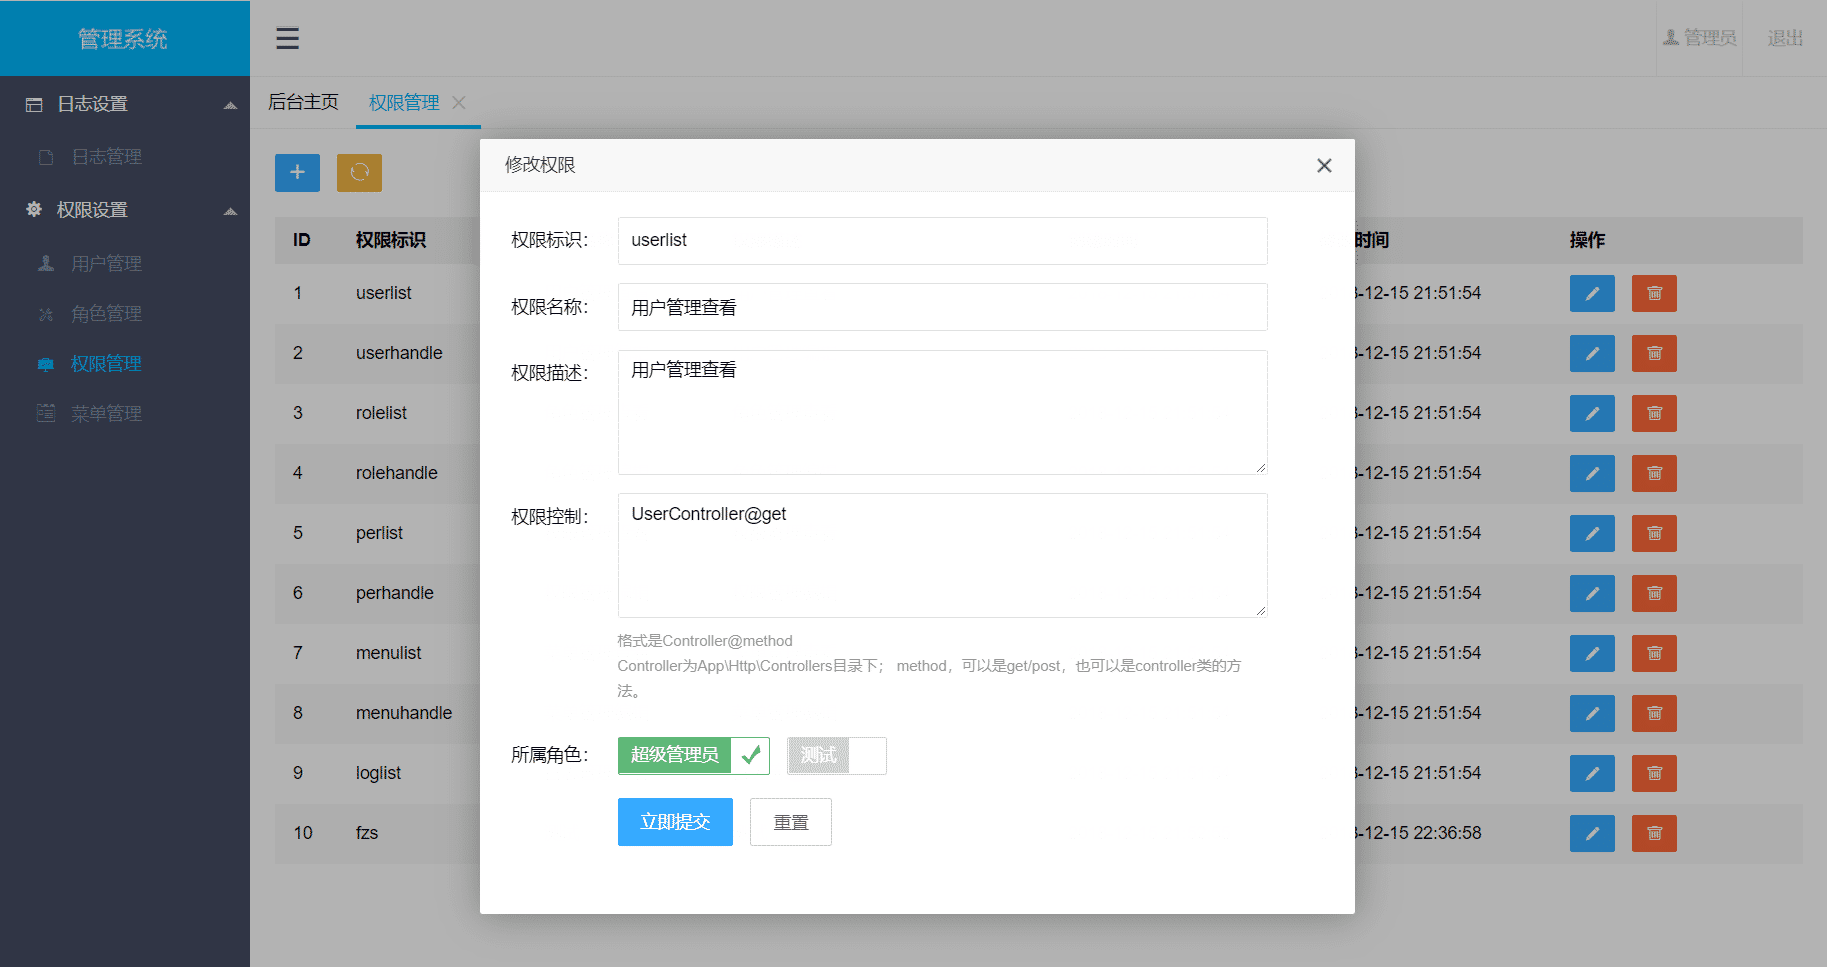 管理系统
管理员
退出
日志设置
日志管理
权限设置
用户管理
角色管理
权限管理
菜单管理
后台主页
权限管理
ID
权限标识
时间
操作
1
userlist
-12-15 21:51:54
2
userhandle
-12-15 21:51:54
3
rolelist
-12-15 21:51:54
4
rolehandle
-12-15 21:51:54
5
perlist
-12-15 21:51:54
6
perhandle
-12-15 21:51:54
7
menulist
-12-15 21:51:54
8
menuhandle
-12-15 21:51:54
9
loglist
-12-15 21:51:54
10
fzs
-12-15 22:36:58
修改权限
权限标识：
userlist
权限名称：
用户管理查看
权限描述：
用户管理查看
权限控制：
UserController@get
格式是Controller@method
Controller为App\Http\Controllers目录下； method，可以是get/post，也可以是controller类的方
法。
所属角色：
超级管理员
测试
立即提交
重置